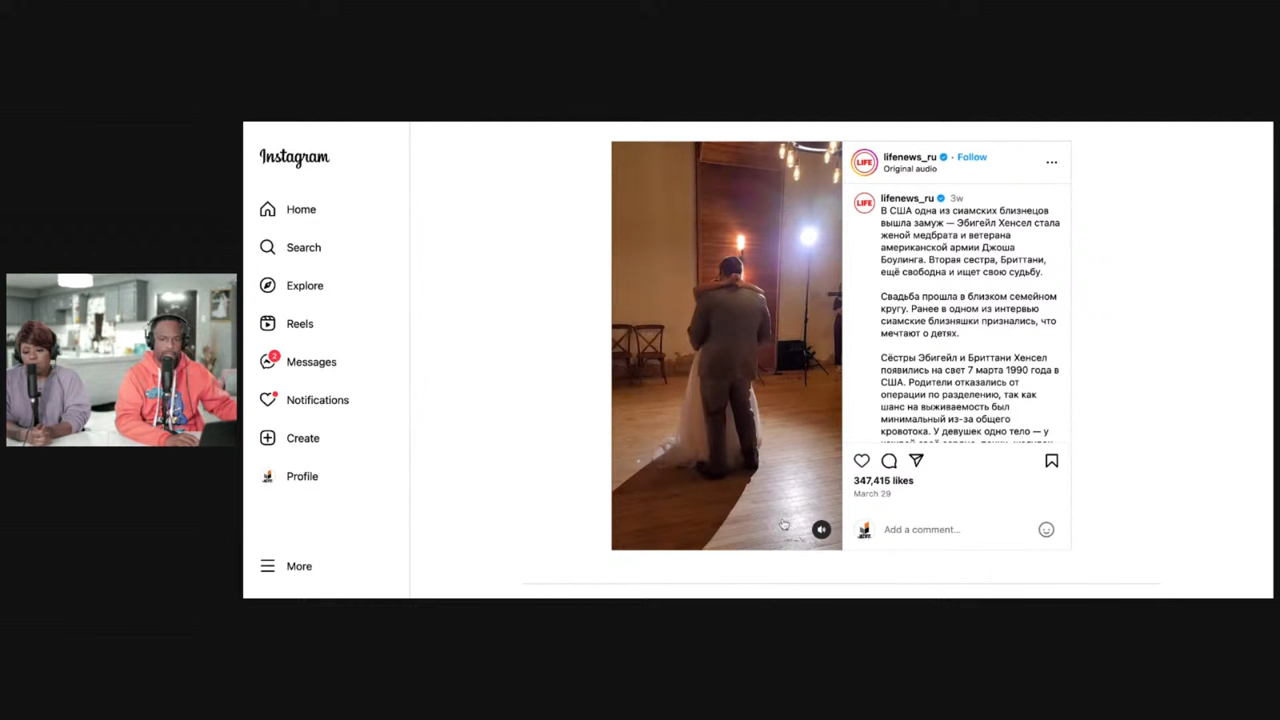 Instagram
Home
Search
Explore
Reels
2
Messages
Notifications
Create
Profile
More
LIFE
lifenews_ru • Follow
Original audio
LIFE
lifenews_ru 3w
В США одна из сиамских близнецов
вышла замуж — Эбигейл Хенсел стала
женой медбрата и ветерана
американской армии Джоша
Боулинга. Вторая сестра, Бриттани,
ещё свободна и ищет свою судьбу.
Свадьба прошла в близком семейном
кругу. Ранее в одном из интервью
сиамские близняшки признались, что
мечтают о детях.
Сёстры Эбигейл и Бриттани Хенсел
появились на свет 7 марта 1990 года в
США. Родители отказались от
операции по разделению, так как
шанс на выживаемость был
минимальный из-за общего
кровотока. У девушек одно тело — у
347,415 likes
March 29
Add a comment...